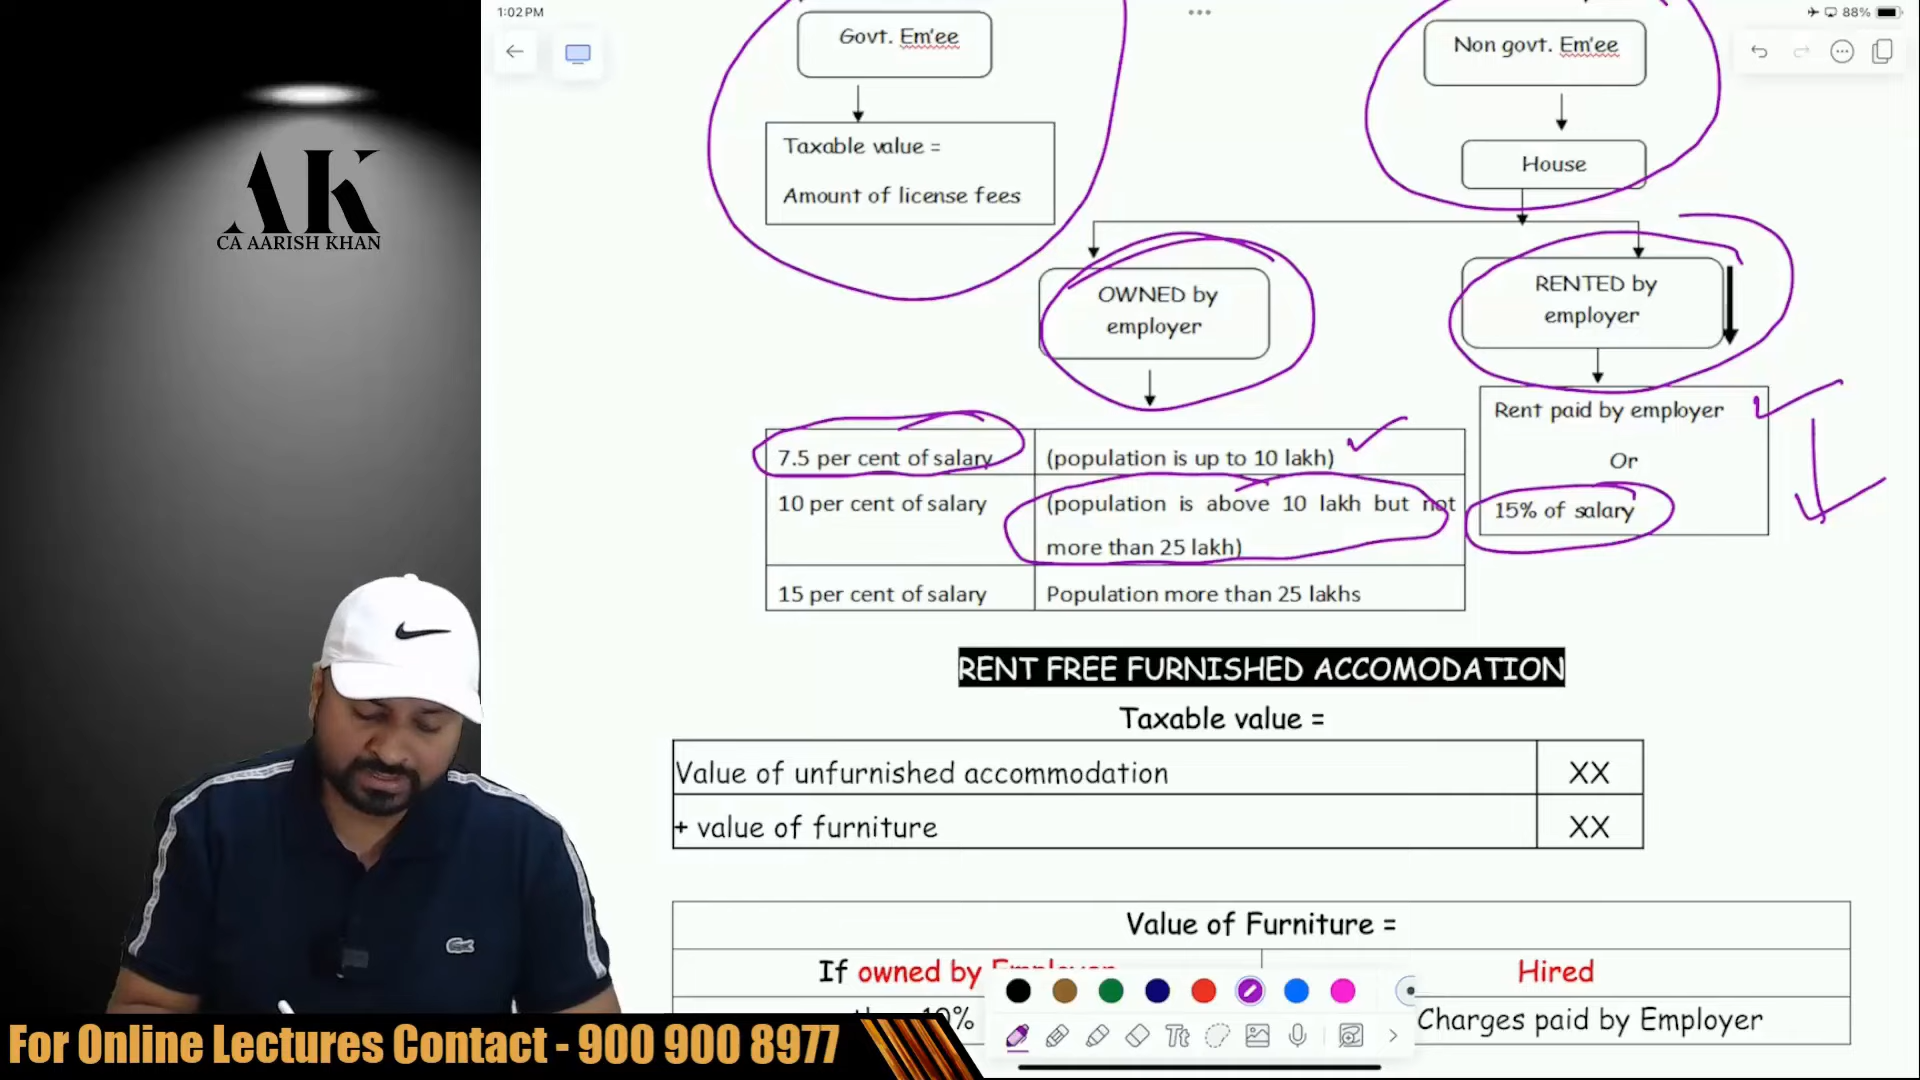 1:02 PM
88%
Govt. Em'ee
Non govt. Em'ee
Taxable value =
Amount of license fees
House
AK
CA AARISH KHAN
OWNED by
employer
RENTED by
employer
Rent paid by employer
Or
15% of salary
7.5 per cent of salary (population is up to 10 lakh)
10 per cent of salary (population is above 10 lakh but not
more than 25 lakh)
15 per cent of salary Population more than 25 lakhs
RENT FREE FURNISHED ACCOMODATION
Taxable value =
Value of unfurnished accommodation XX
+ value of furniture XX
Value of Furniture =
If owned by Employer Hired
10% Charges paid by Employer
Tt
For Online Lectures Contact - 900 900 8977